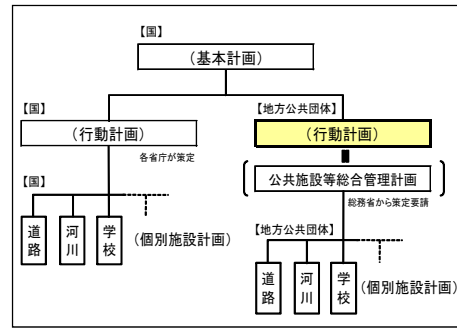 【国】
（基本計画）
【国】
【地方公共団体】
（行動計画）
（行動計画）
各省庁が策定
公共施設等総合管理計画
総務省から策定要請
【国】
道路
河川
学校
（個別施設計画）
【地方公共団体】
道路
河川
学校
（個別施設計画）